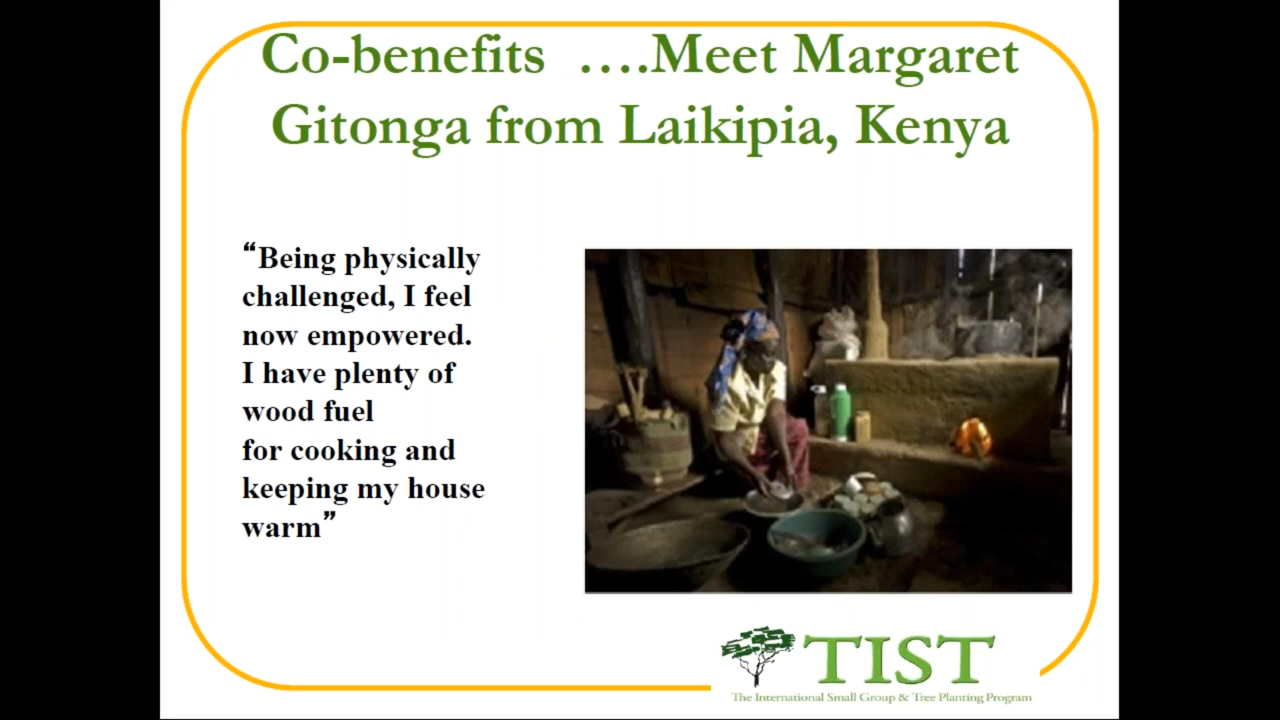 Co-benefits ….Meet Margaret
Gitonga from Laikipia, Kenya
“Being physically
challenged, I feel
now empowered.
I have plenty of
wood fuel
for cooking and
keeping my house
warm”
TIST
The International Small Group & Tree Planting Program